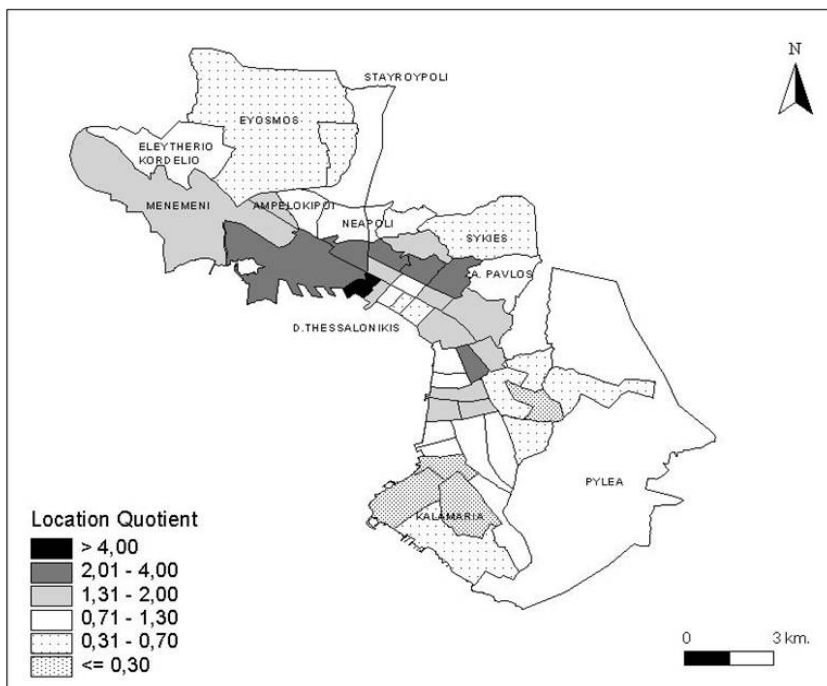 N
STAYROYPOLI
EYOSMOS
ELEYTHERIO
KORDELIO
MENEMENI
AMPELOKIPOI
NEAPOLI
SYKIES
A. PAVLOS
D.THESSALONIKIS
PYLEA
KALAMARIA
Location Quotient
> 4,00
2,01 - 4,00
1,31 - 2,00
0,71 - 1,30
0,31 - 0,70
<= 0,30
0 3 km.